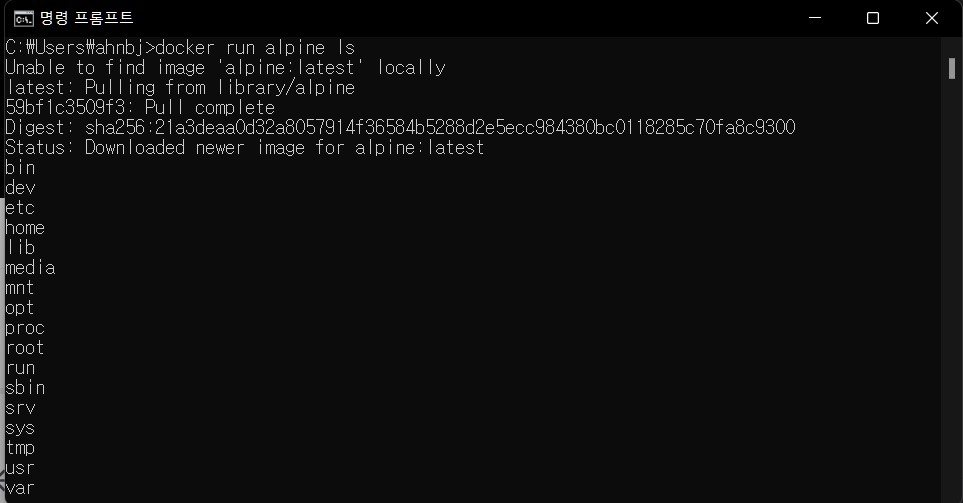 명령 프롬프트
C:\Users\ahnbj>docker run alpine ls
Unable to find image 'alpine:latest' locally
latest: Pulling from library/alpine
59bf1c3509f3: Pull complete
Digest: sha256:21a3deaa0d32a8057914f36584b5288d2e5ecc984380bc0118285c70fa8c9300
Status: Downloaded newer image for alpine:latest
bin
dev
etc
home
lib
media
mnt
opt
proc
root
run
sbin
srv
sys
tmp
usr
var